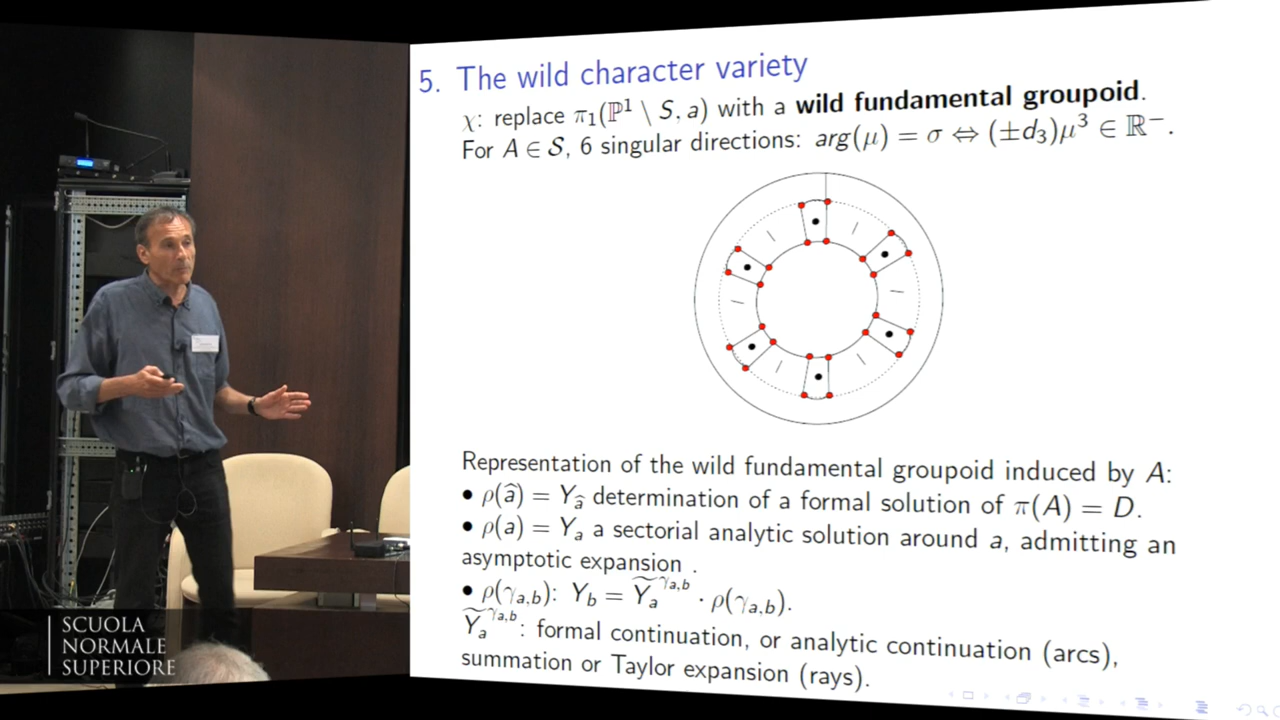 5. The wild character variety
χ: replace π₁(ℙ¹ \ S, a) with a wild fundamental groupoid.
For A ∈ 𝒮, 6 singular directions: arg(μ) = σ ⇔ (±d₃)μ³ ∈ ℝ⁻.
Representation of the wild fundamental groupoid induced by A:
• ρ(â) = Y_â determination of a formal solution of π(A) = D.
• ρ(a) = Yₐ a sectorial analytic solution around a, admitting an
asymptotic expansion .
• ρ(γ_{a,b}): Y_b = Ỹₐ^{γ_{a,b}} · ρ(γ_{a,b}).
Ỹₐ^{γ_{a,b}}: formal continuation, or analytic continuation (arcs),
summation or Taylor expansion (rays).
SCUOLA
NORMALE
SUPERIORE